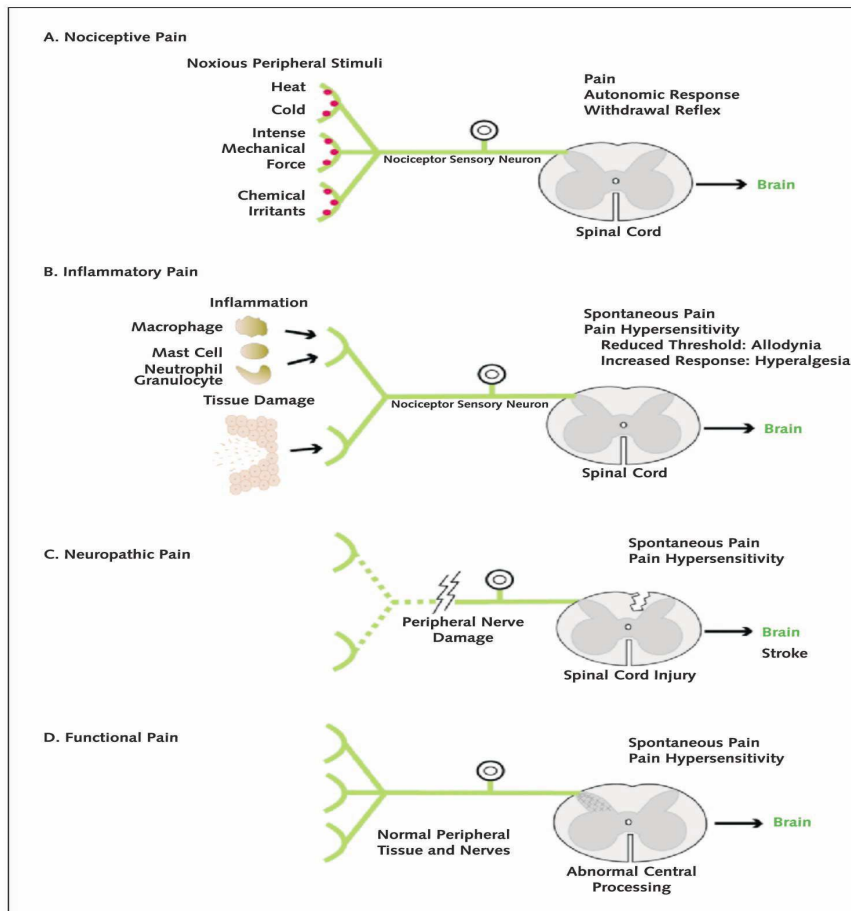 A. Nociceptive Pain
Noxious Peripheral Stimuli
Heat
Cold
Intense
Mechanical
Force
Chemical
Irritants
Nociceptor Sensory Neuron
Pain
Autonomic Response
Withdrawal Reflex
Brain
Spinal Cord
B. Inflammatory Pain
Inflammation
Macrophage
Mast Cell
Neutrophil
Granulocyte
Tissue Damage
Nociceptor Sensory Neuron
Spontaneous Pain
Pain Hypersensitivity
Reduced Threshold: Allodynia
Increased Response: Hyperalgesia
Brain
Spinal Cord
C. Neuropathic Pain
Peripheral Nerve
Damage
Spontaneous Pain
Pain Hypersensitivity
Brain
Stroke
Spinal Cord Injury
D. Functional Pain
Normal Peripheral
Tissue and Nerves
Spontaneous Pain
Pain Hypersensitivity
Brain
Abnormal Central
Processing